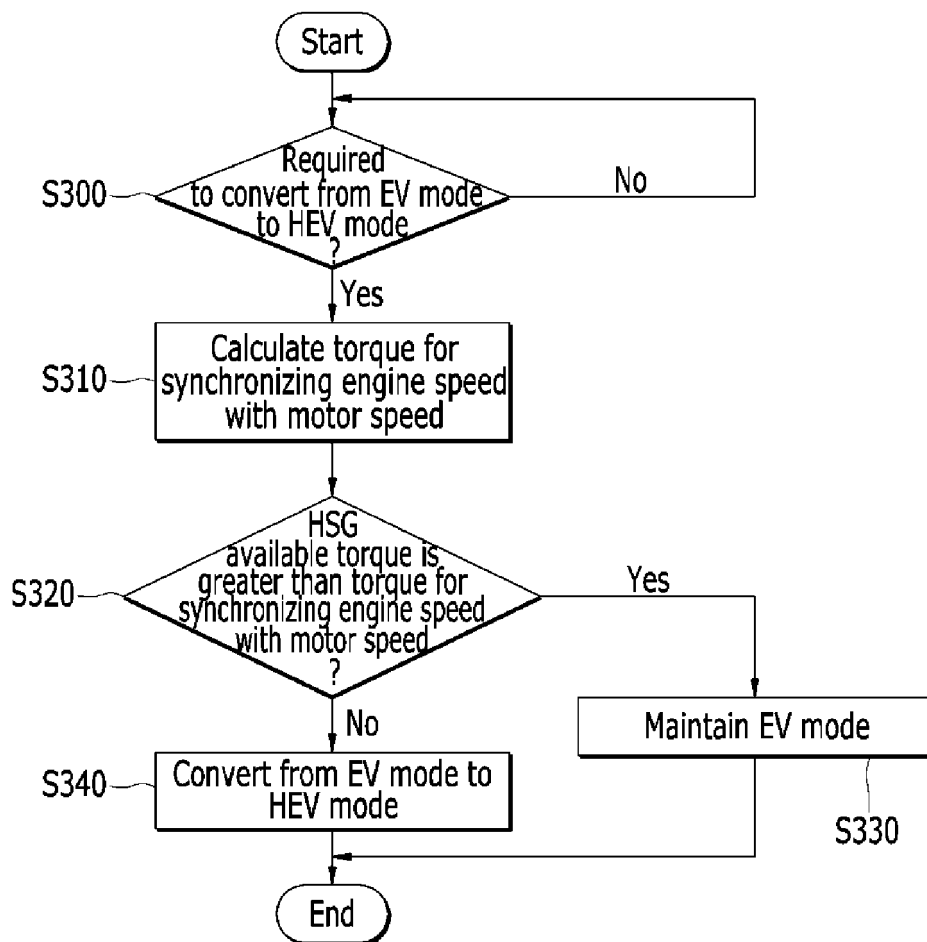 Start
Required
to convert from EV mode
to HEV mode
?
S300
No
Yes
Calculate torque for
synchronizing engine speed
with motor speed
S310
HSG
available torque is
greater than torque for
synchronizing engine speed
with motor speed
?
S320
Yes
No
Maintain EV mode
S330
Convert from EV mode to
HEV mode
S340
End